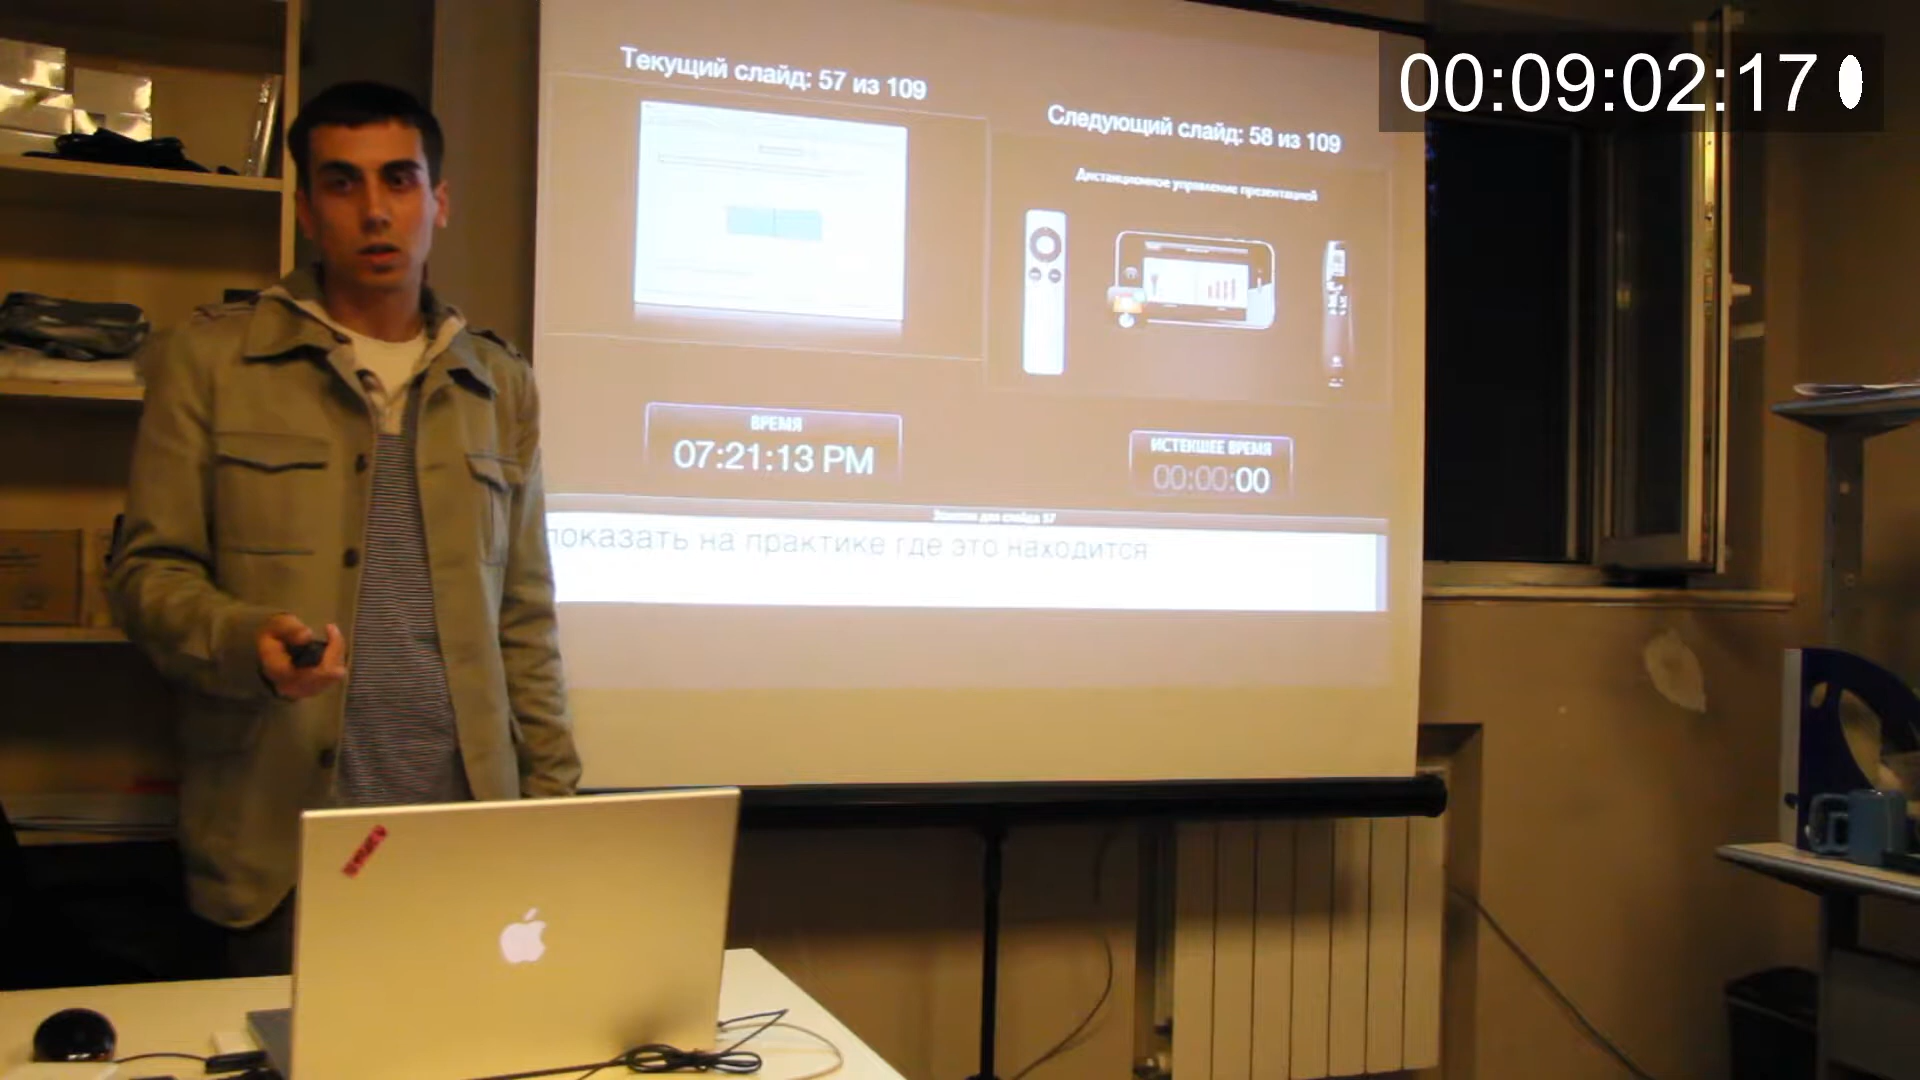 00:09:02:17
Текущий слайд: 57 из 109
Следующий слайд: 58 из 109
Дистанционное управление презентацией
ВРЕМЯ
07:21:13 PM
ИСТЕКШЕЕ ВРЕМЯ
00:00:00
Заметки для слайда 57
показать на практике где это находится